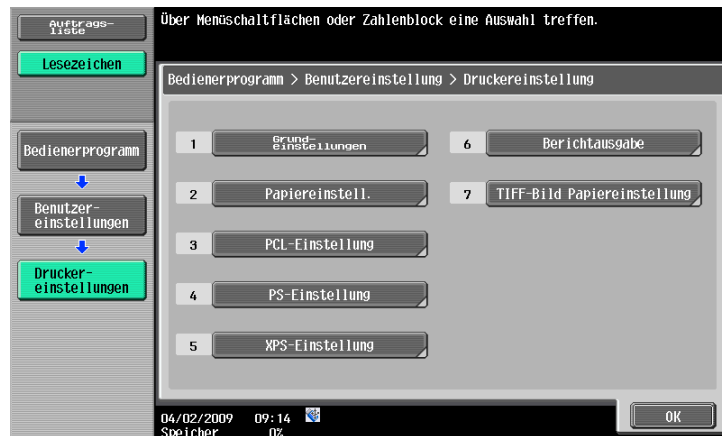 Auftrags-
liste
Über Menüschaltflächen oder Zahlenblock eine Auswahl treffen.
Lesezeichen
Bedienerprogramm > Benutzereinstellung > Druckereinstellung
Bedienerprogramm
Benutzer-
einstellungen
Drucker-
einstellungen
1 Grund-
einstellungen
2 Papiereinstell.
3 PCL-Einstellung
4 PS-Einstellung
5 XPS-Einstellung
6 Berichtausgabe
7 TIFF-Bild Papiereinstellung
04/02/2009 09:14
Speicher 0%
OK